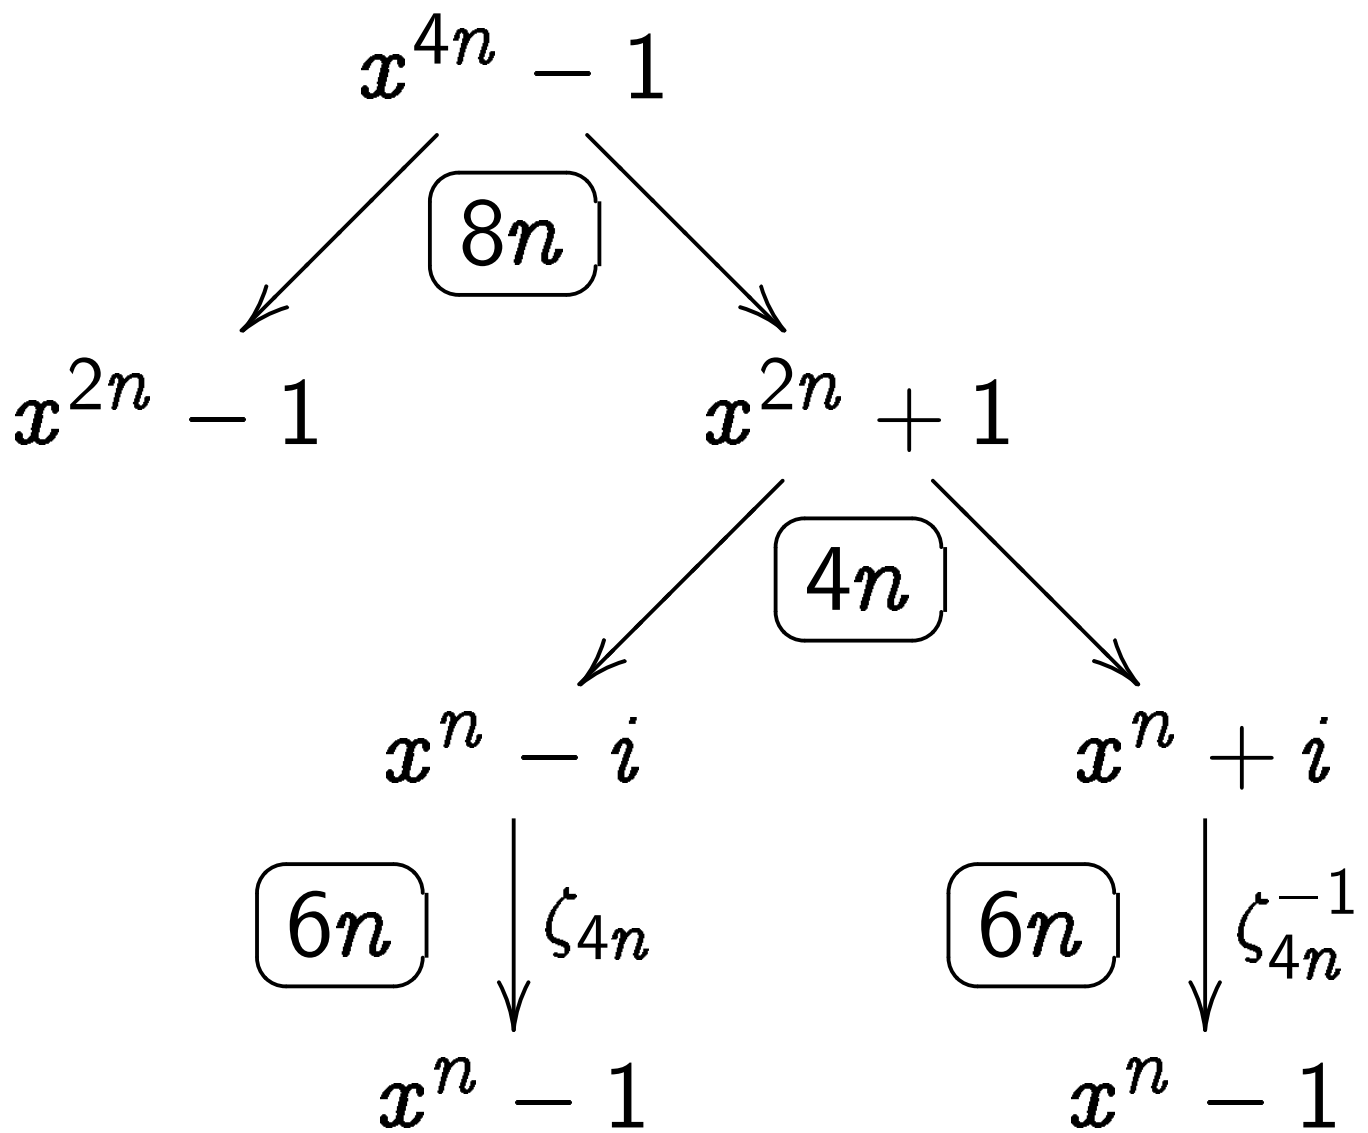 x^{4n} − 1
8n
x^{2n} − 1 x^{2n} + 1
4n
x^n − i x^n + i
6n ζ_{4n} 6n ζ_{4n}^{−1}
x^n − 1 x^n − 1